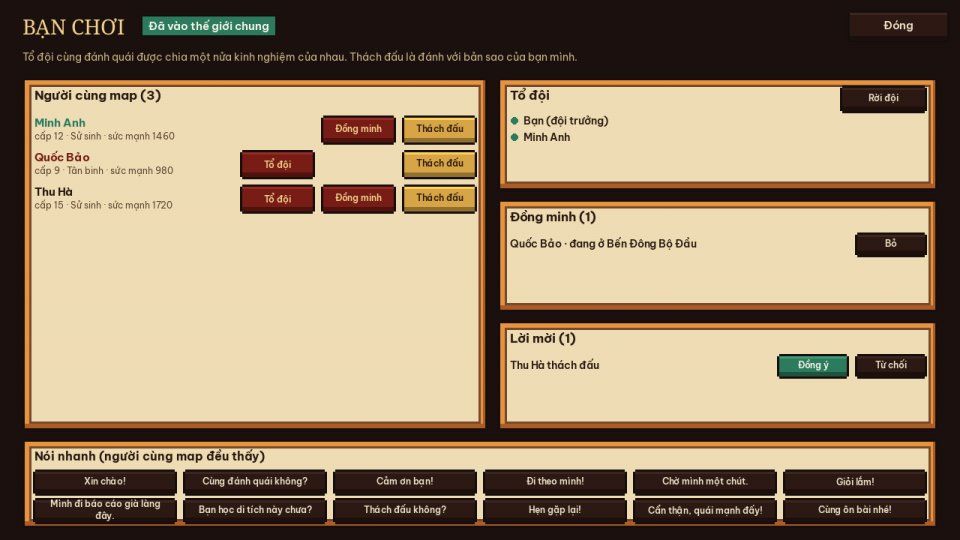 BẠN CHƠI
Đã vào thế giới chung
Đóng
Tổ đội cùng đánh quái được chia một nửa kinh nghiệm của nhau. Thách đấu là đánh với bản sao của bạn mình.
Người cùng map (3)
Minh Anh
cấp 12 · Sử sinh · sức mạnh 1460
Đồng minh
Thách đấu
Quốc Bảo
cấp 9 · Tân binh · sức mạnh 980
Tổ đội
Thách đấu
Thu Hà
cấp 15 · Sử sinh · sức mạnh 1720
Tổ đội
Đồng minh
Thách đấu
Tổ đội
Rời đội
Bạn (đội trưởng)
Minh Anh
Đồng minh (1)
Quốc Bảo · đang ở Bến Đông Bộ Đầu
Bỏ
Lời mời (1)
Thu Hà thách đấu
Đồng ý
Từ chối
Nói nhanh (người cùng map đều thấy)
Xin chào!
Cùng đánh quái không?
Cảm ơn bạn!
Đi theo mình!
Chờ mình một chút.
Giỏi lắm!
Mình đi báo cáo già làng
đây.
Bạn học di tích này chưa?
Thách đấu không?
Hẹn gặp lại!
Cẩn thận, quái mạnh đấy!
Cùng ôn bài nhé!